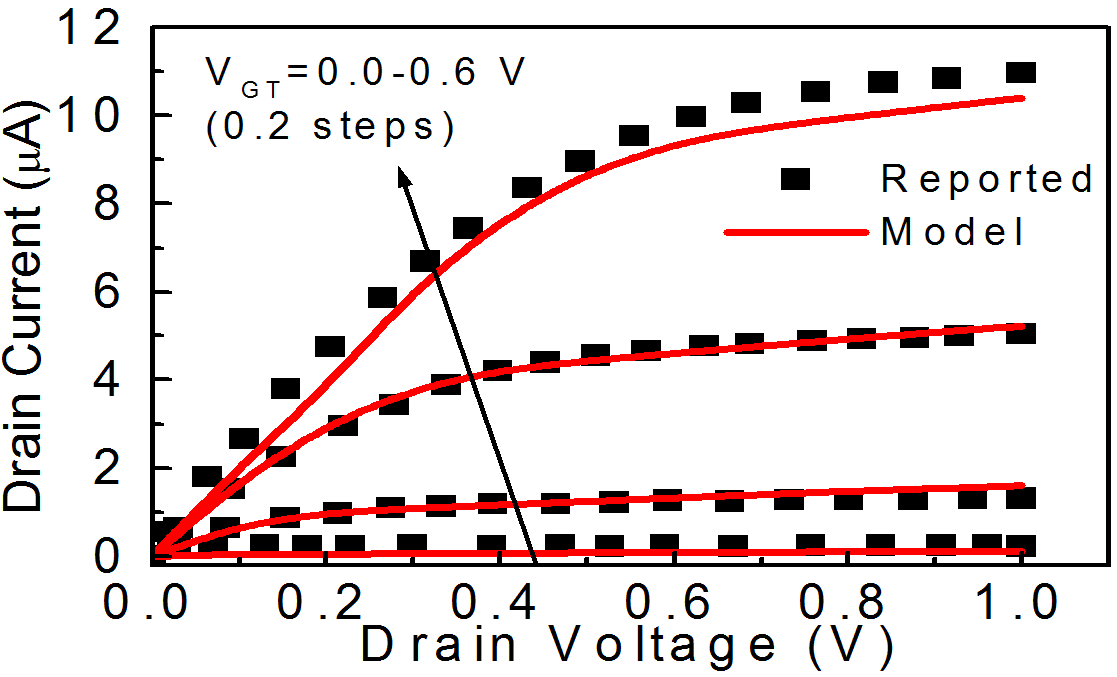 12
10
8
6
4
2
0
Drain Current (μA)
V_GT=0.0-0.6 V
(0.2 steps)
Reported
Model
0.0 0.2 0.4 0.6 0.8 1.0
Drain Voltage (V)